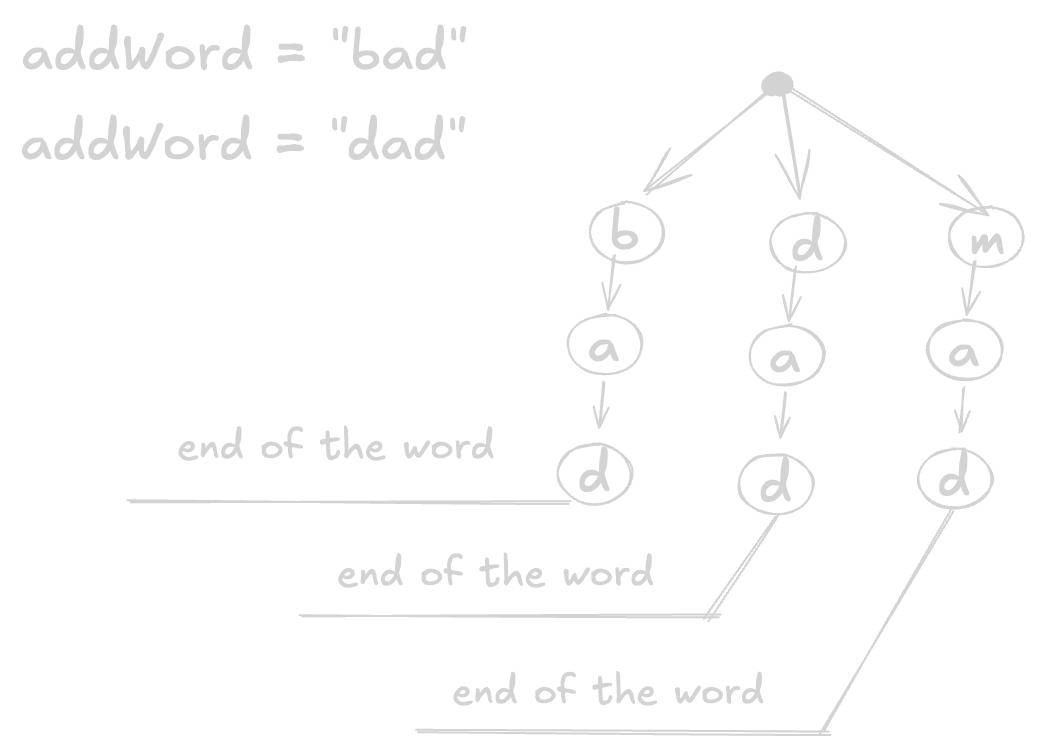 addWord = "bad"
addWord = "dad"
b d m
a a a
end of the word
d d d
end of the word
end of the word